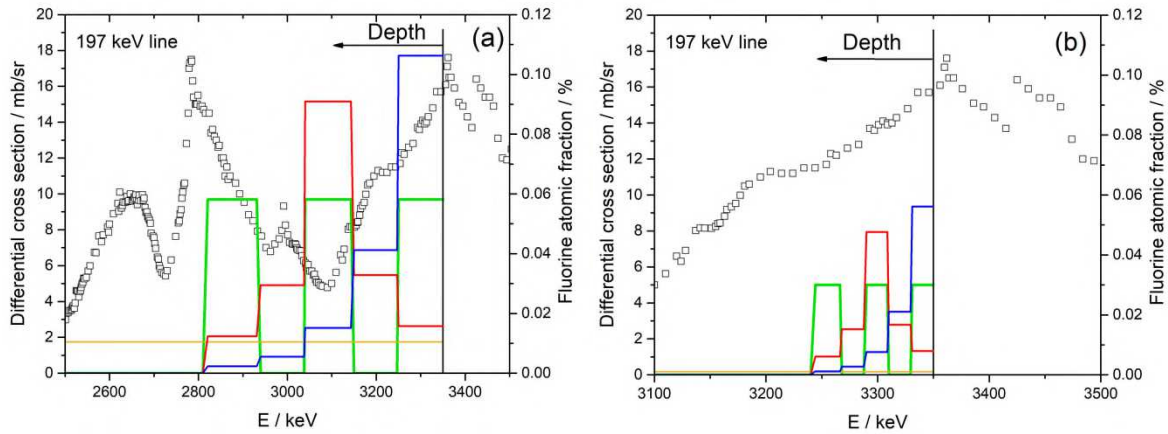 197 keV line
Depth
(a)
Differential cross section / mb/sr
20
18
16
14
12
10
8
6
4
2
0
0.12
0.10
0.08
0.06
0.04
0.02
0.00
Fluorine atomic fraction / %
2600 2800 3000 3200 3400
E / keV
197 keV line
Depth
(b)
Differential cross section / mb/sr
20
18
16
14
12
10
8
6
4
2
0
0.12
0.10
0.08
0.06
0.04
0.02
0.00
Fluorine atomic fraction / %
3100 3200 3300 3400 3500
E / keV